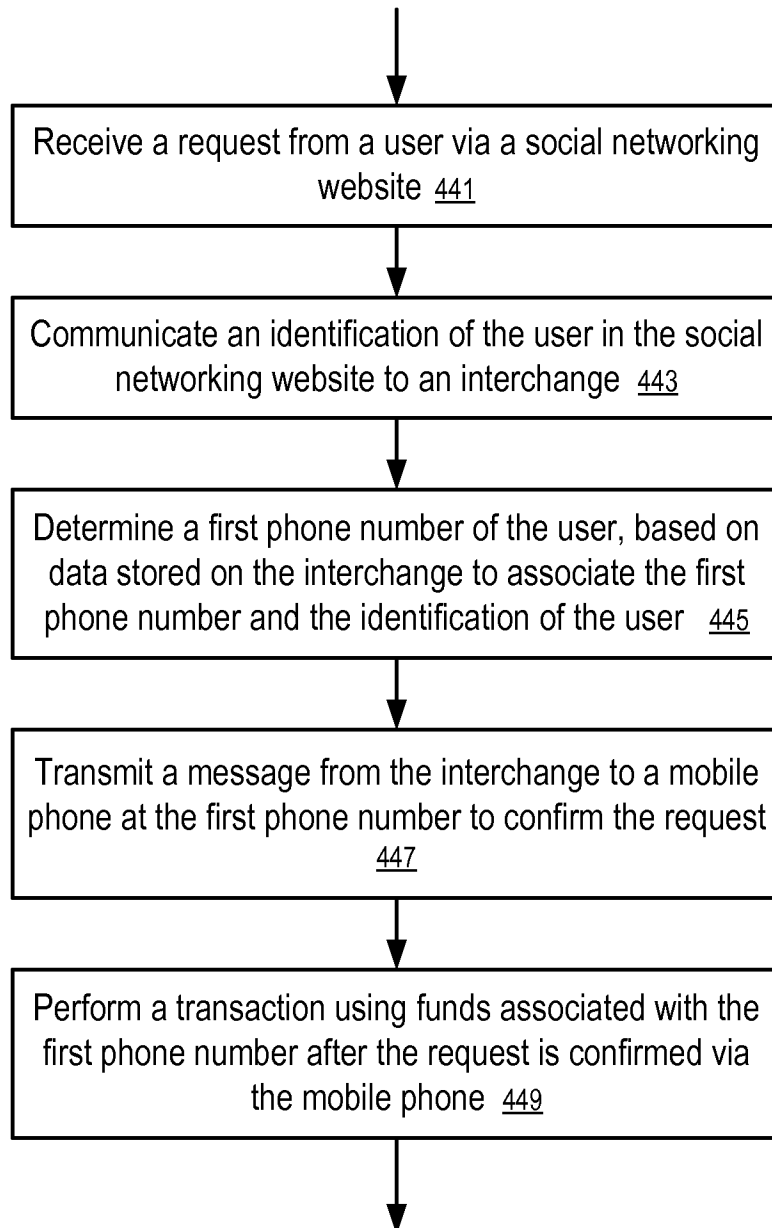 Receive a request from a user via a social networking
website 441
Communicate an identification of the user in the social
networking website to an interchange 443
Determine a first phone number of the user, based on
data stored on the interchange to associate the first
phone number and the identification of the user 445
Transmit a message from the interchange to a mobile
phone at the first phone number to confirm the request
447
Perform a transaction using funds associated with the
first phone number after the request is confirmed via
the mobile phone 449